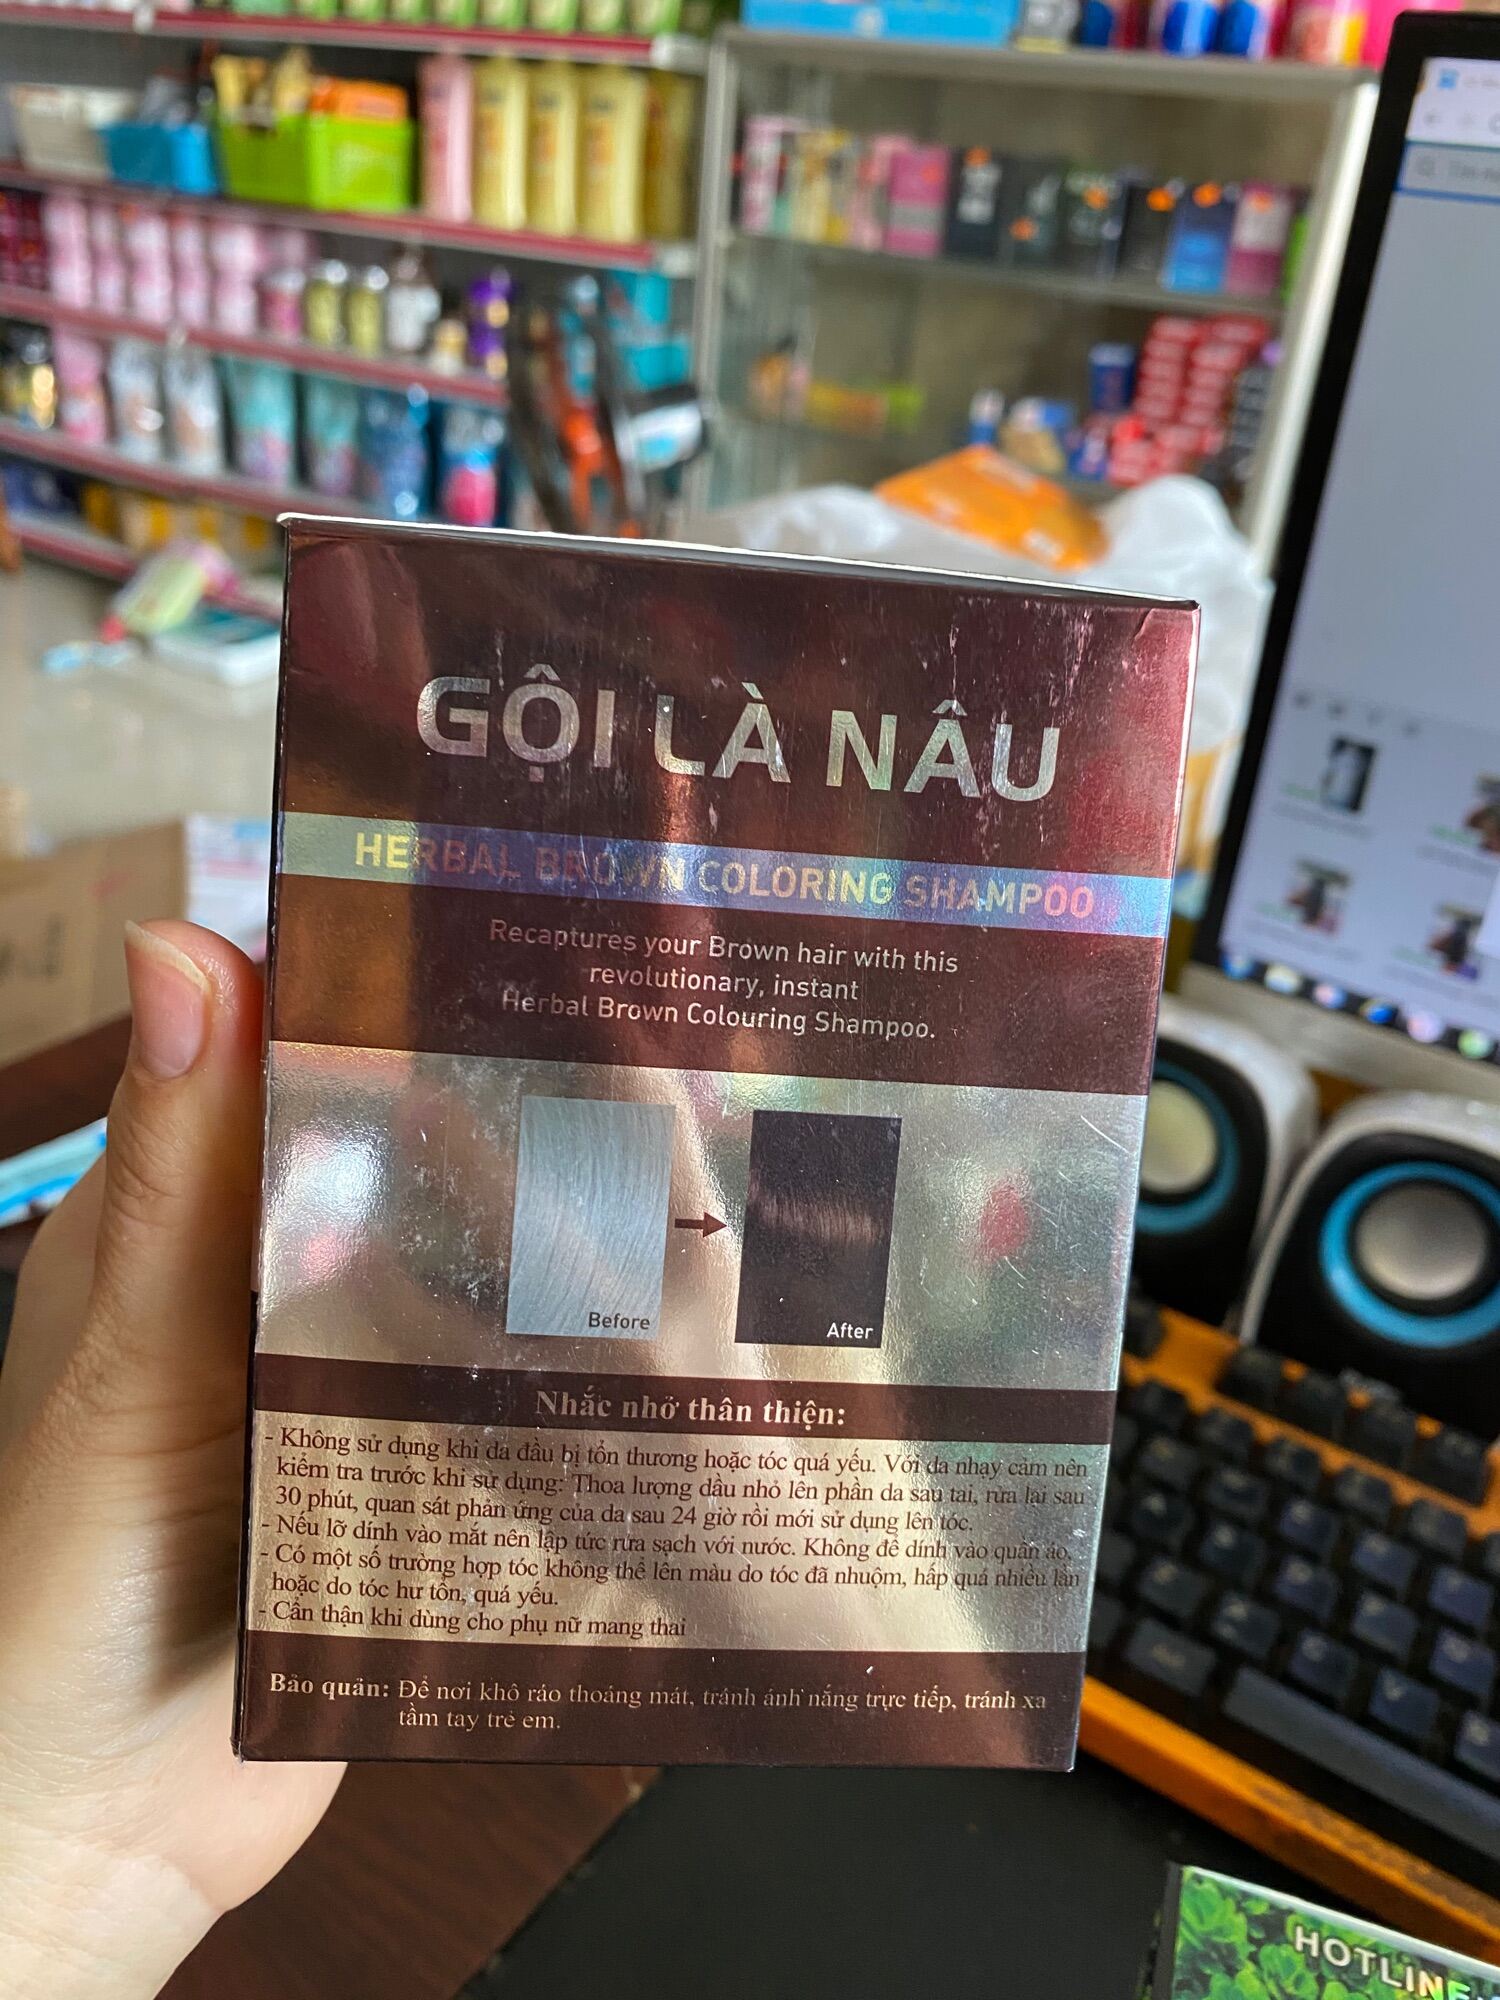 GỘI LÀ NÂU
HERBAL BROWN COLORING SHAMPOO
Recaptures your Brown hair with this
revolutionary, instant
Herbal Brown Colouring Shampoo.
Before
After
Nhắc nhở thân thiện:
- Không sử dụng khi da đầu bị tổn thương hoặc tóc quá yếu. Với da nhạy cảm nên
kiểm tra trước khi sử dụng: Thoa lượng dầu nhỏ lên phần da sau tai, rửa lại sau
30 phút, quan sát phản ứng của da sau 24 giờ rồi mới sử dụng lên tóc.
- Nếu lỡ dính vào mắt nên lập tức rửa sạch với nước. Không để dính vào quần áo.
- Có một số trường hợp tóc không thể lên màu do tóc đã nhuộm, hấp quá nhiều lần
hoặc do tóc hư tổn, quá yếu.
- Cẩn thận khi dùng cho phụ nữ mang thai
Bảo quản: Để nơi khô ráo thoáng mát, tránh ánh nắng trực tiếp, tránh xa
tầm tay trẻ em.
HOTLINE